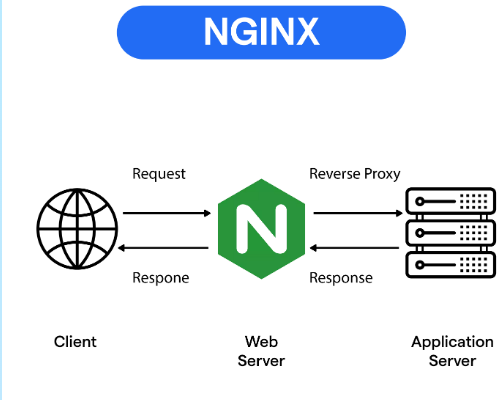 NGINX
Request
Reverse Proxy
N
Respone
Response
Client
Web
Server
Application
Server